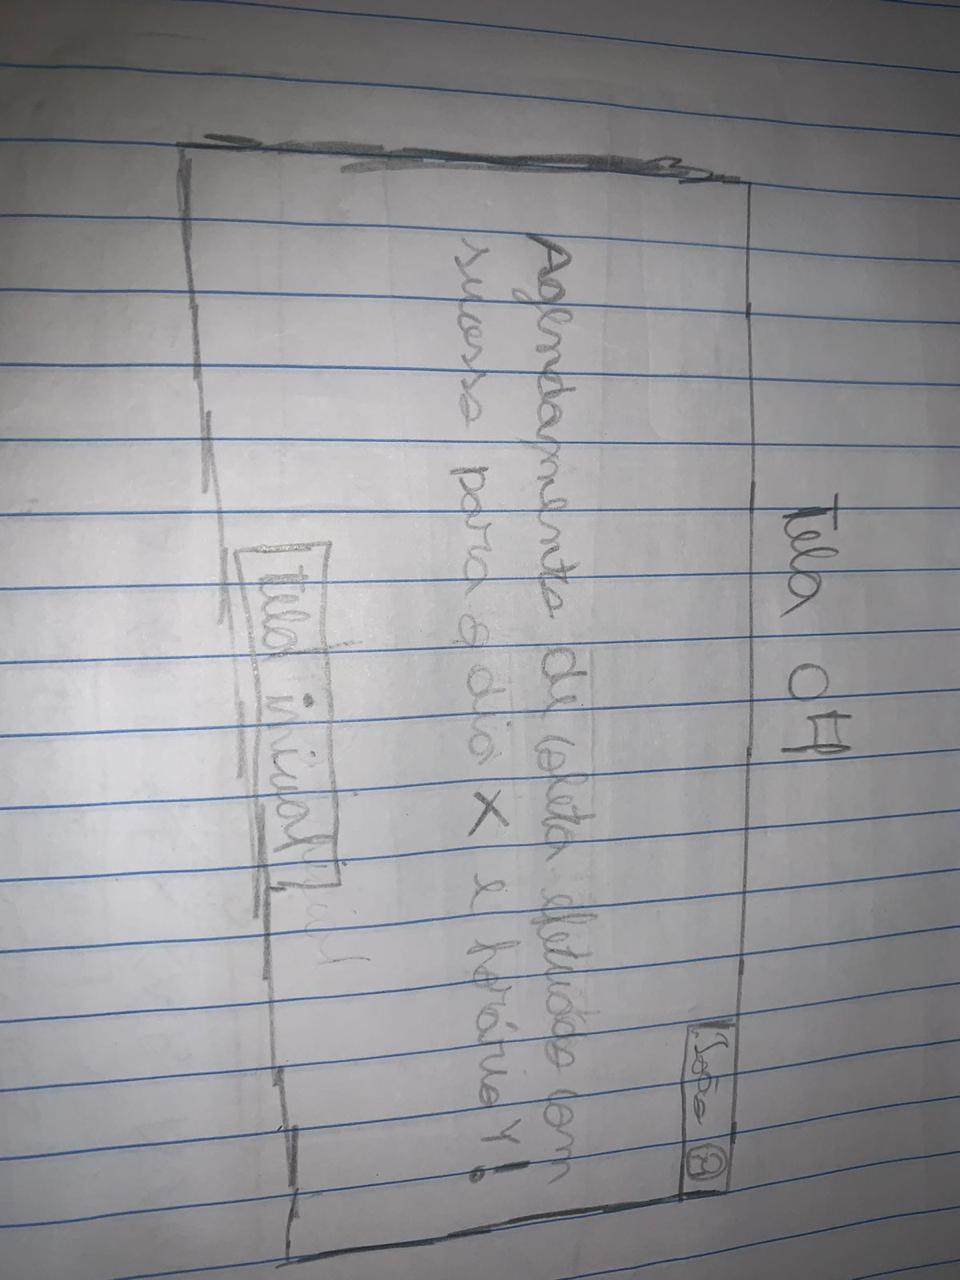 Tela 04
João
Agendamento de coleta efetuado com
sucesso para o dia X e horário Y!
Tela inicial